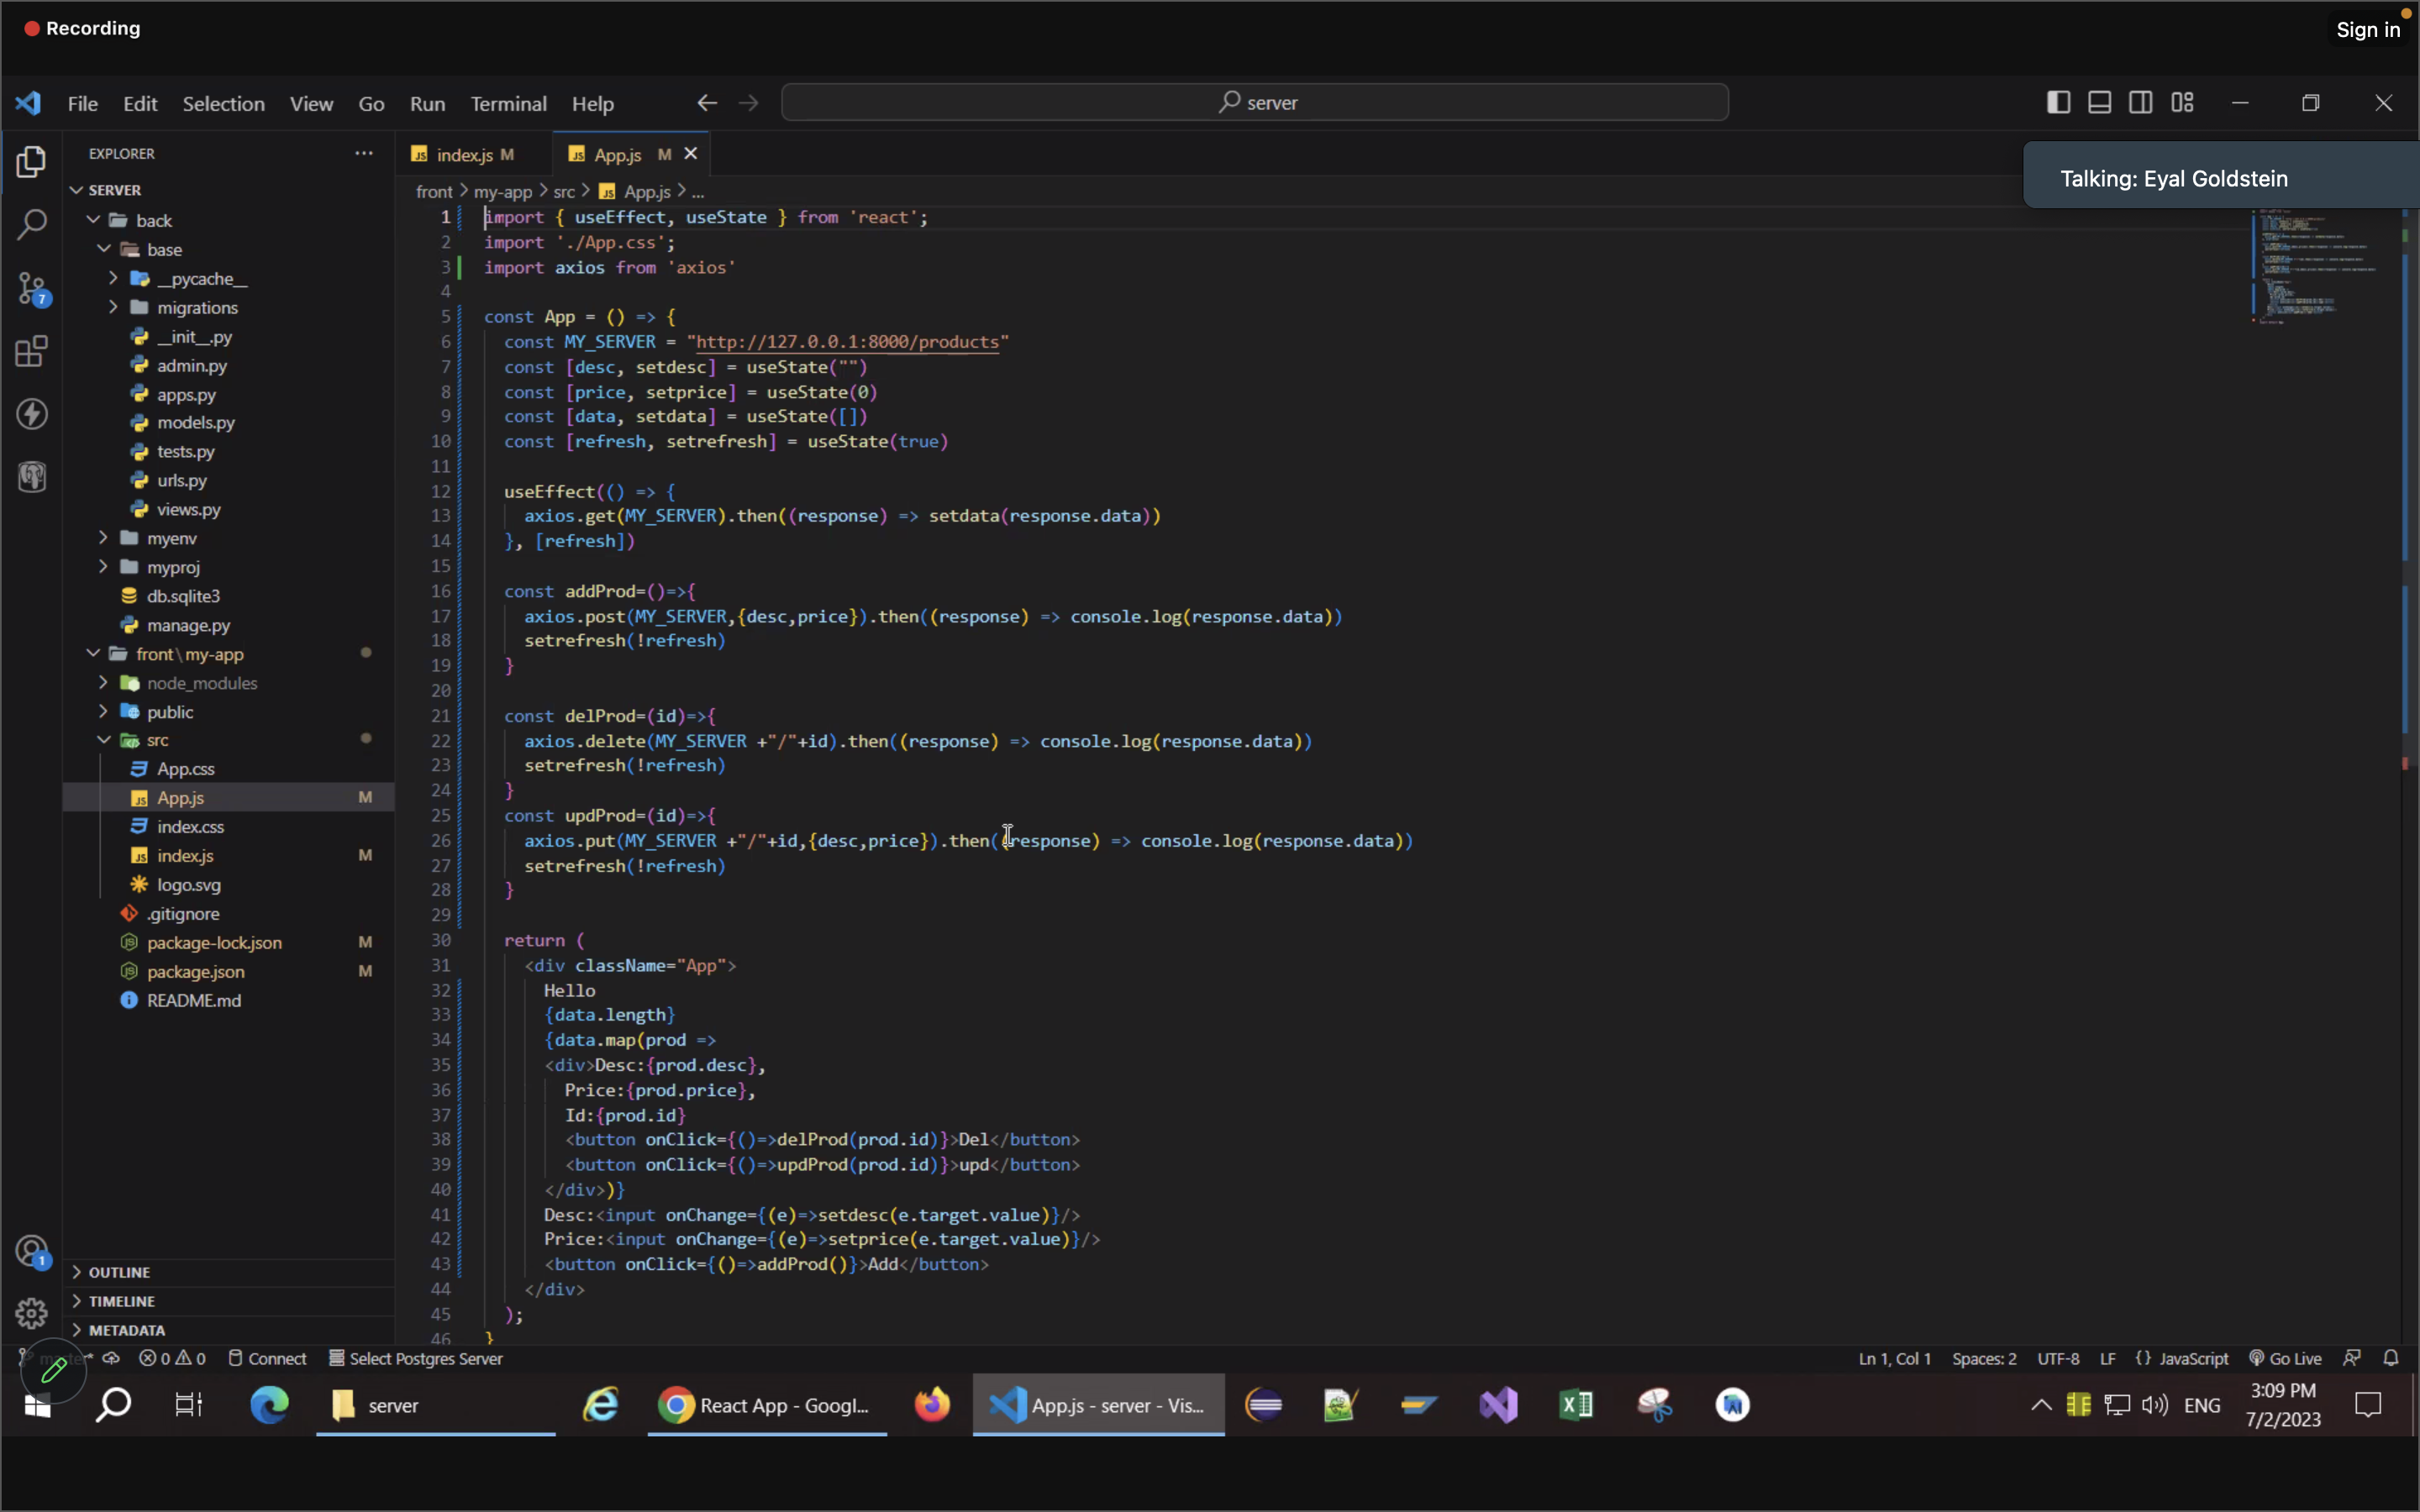 Recording
Sign in
File Edit Selection View Go Run Terminal Help
server
EXPLORER
index.js M
App.js M
Talking: Eyal Goldstein
SERVER
back
base
__pycache__
migrations
__init__.py
admin.py
apps.py
models.py
tests.py
urls.py
views.py
myenv
myproj
db.sqlite3
manage.py
front\my-app
node_modules
public
src
App.css
App.js M
index.css
index.js M
logo.svg
.gitignore
package-lock.json M
package.json M
README.md
OUTLINE
TIMELINE
METADATA
7
1
front > my-app > src > App.js > ...
1 import { useEffect, useState } from 'react';
2 import './App.css';
3 import axios from 'axios'
4
5 const App = () => {
6 const MY_SERVER = "http://127.0.0.1:8000/products"
7 const [desc, setdesc] = useState("")
8 const [price, setprice] = useState(0)
9 const [data, setdata] = useState([])
10 const [refresh, setrefresh] = useState(true)
11
12 useEffect(() => {
13 axios.get(MY_SERVER).then((response) => setdata(response.data))
14 }, [refresh])
15
16 const addProd=()=>{
17 axios.post(MY_SERVER,{desc,price}).then((response) => console.log(response.data))
18 setrefresh(!refresh)
19 }
20
21 const delProd=(id)=>{
22 axios.delete(MY_SERVER +"/"+id).then((response) => console.log(response.data))
23 setrefresh(!refresh)
24 }
25 const updProd=(id)=>{
26 axios.put(MY_SERVER +"/"+id,{desc,price}).then((response) => console.log(response.data))
27 setrefresh(!refresh)
28 }
29
30 return (
31 <div className="App">
32 Hello
33 {data.length}
34 {data.map(prod =>
35 <div>Desc:{prod.desc},
36 Price:{prod.price},
37 Id:{prod.id}
38 <button onClick={()=>delProd(prod.id)}>Del</button>
39 <button onClick={()=>updProd(prod.id)}>upd</button>
40 </div>)}
41 Desc:<input onChange={(e)=>setdesc(e.target.value)}/>
42 Price:<input onChange={(e)=>setprice(e.target.value)}/>
43 <button onClick={()=>addProd()}>Add</button>
44 </div>
45 );
46 }
0 0 Connect Select Postgres Server
Ln 1, Col 1 Spaces: 2 UTF-8 LF {} JavaScript Go Live
server
React App - Googl...
App.js - server - Vis...
ENG
3:09 PM
7/2/2023